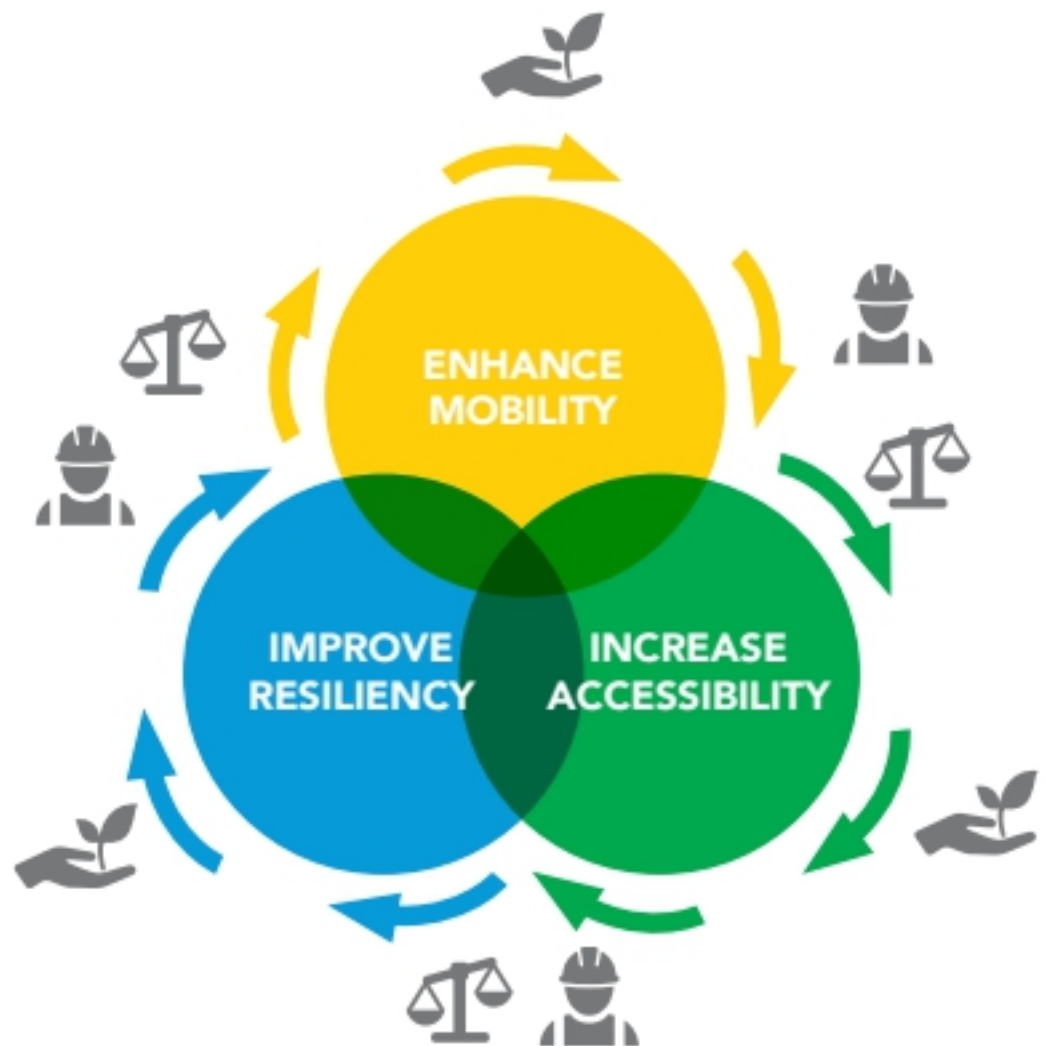 ENHANCE
MOBILITY
IMPROVE
RESILIENCY
INCREASE
ACCESSIBILITY